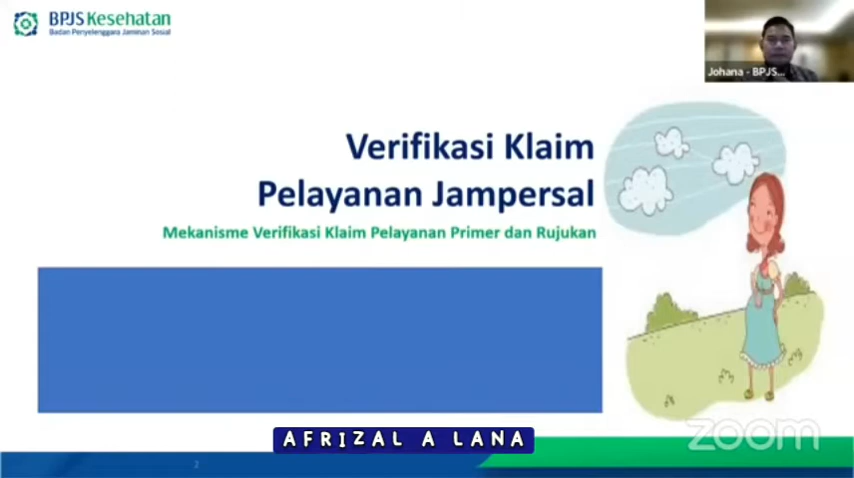 BPJS Kesehatan
Badan Penyelenggara Jaminan Sosial
Johana - BPJS...
Verifikasi Klaim
Pelayanan Jampersal
Mekanisme Verifikasi Klaim Pelayanan Primer dan Rujukan
AFRIZAL A LANA
zoom
2